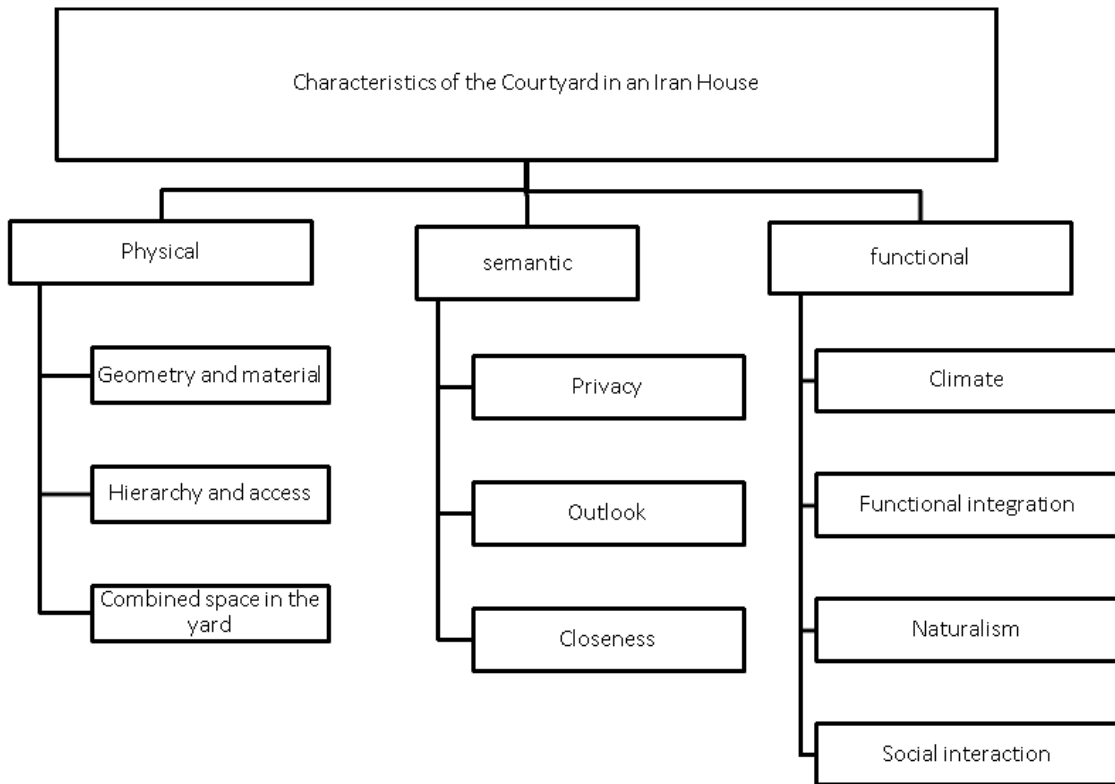 Characteristics of the Courtyard in an Iran House
Physical
semantic
functional
Geometry and material
Hierarchy and access
Combined space in the
yard
Privacy
Outlook
Closeness
Climate
Functional integration
Naturalism
Social interaction